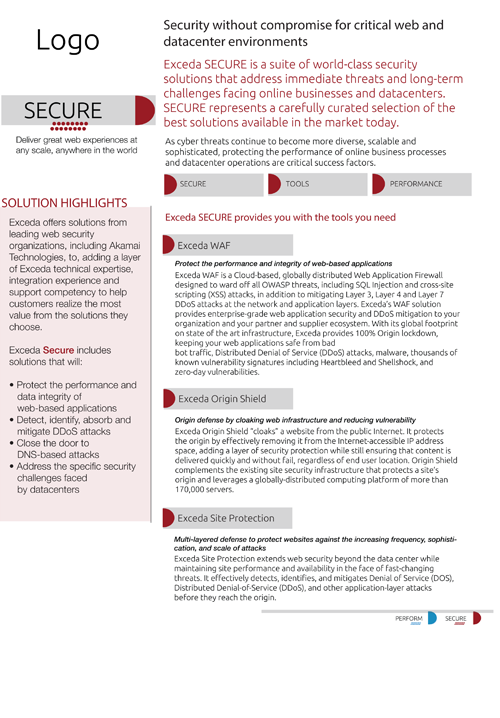 Logo
SECURE
Deliver great web experiences at
any scale, anywhere in the world
SOLUTION HIGHLIGHTS
Exceda offers solutions from
leading web security
organizations, including Akamai
Technologies, to, adding a layer
of Exceda technical expertise,
integration experience and
support competency to help
customers realize the most
value from the solutions they
choose.
Exceda Secure includes
solutions that will:
• Protect the performance and
data integrity of
web-based applications
• Detect, identify, absorb and
mitigate DDoS attacks
• Close the door to
DNS-based attacks
• Address the specific security
challenges faced
by datacenters
Security without compromise for critical web and
datacenter environments
Exceda SECURE is a suite of world-class security
solutions that address immediate threats and long-term
challenges facing online businesses and datacenters.
SECURE represents a carefully curated selection of the
best solutions available in the market today.
As cyber threats continue to become more diverse, scalable and
sophisticated, protecting the performance of online business processes
and datacenter operations are critical success factors.
SECURE
TOOLS
PERFORMANCE
Exceda SECURE provides you with the tools you need
Exceda WAF
Protect the performance and integrity of web-based applications
Exceda WAF is a Cloud-based, globally distributed Web Application Firewall
designed to ward off all OWASP threats, including SQL Injection and cross-site
scripting (XSS) attacks, in addition to mitigating Layer 3, Layer 4 and Layer 7
DDoS attacks at the network and application layers. Exceda's WAF solution
provides enterprise-grade web application security and DDoS mitigation to your
organization and your partner and supplier ecosystem. With its global footprint
on state of the art infrastructure, Exceda provides 100% Origin lockdown,
keeping your web applications safe from bad
bot traffic, Distributed Denial of Service (DDoS) attacks, malware, thousands of
known vulnerability signatures including Heartbleed and Shellshock, and
zero-day vulnerabilities.
Exceda Origin Shield
Origin defense by cloaking web infrastructure and reducing vulnerability
Exceda Origin Shield "cloaks" a website from the public Internet. It protects
the origin by effectively removing it from the Internet-accessible IP address
space, adding a layer of security protection while still ensuring that content is
delivered quickly and without fail, regardless of end user location. Origin Shield
complements the existing site security infrastructure that protects a site's
origin and leverages a globally-distributed computing platform of more than
170,000 servers.
Exceda Site Protection
Multi-layered defense to protect websites against the increasing frequency, sophisti-
cation, and scale of attacks
Exceda Site Protection extends web security beyond the data center while
maintaining site performance and availability in the face of fast-changing
threats. It effectively detects, identifies, and mitigates Denial of Service (DOS),
Distributed Denial-of-Service (DDoS), and other application-layer attacks
before they reach the origin.
PERFORM
SECURE